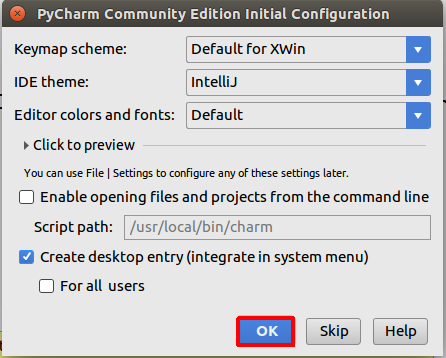 PyCharm Community Edition Initial Configuration
Keymap scheme: Default for XWin
IDE theme: IntelliJ
Editor colors and fonts: Default
Click to preview
You can use File | Settings to configure any of these settings later.
Enable opening files and projects from the command line
Script path: /usr/local/bin/charm
Create desktop entry (integrate in system menu)
For all users
OK Skip Help